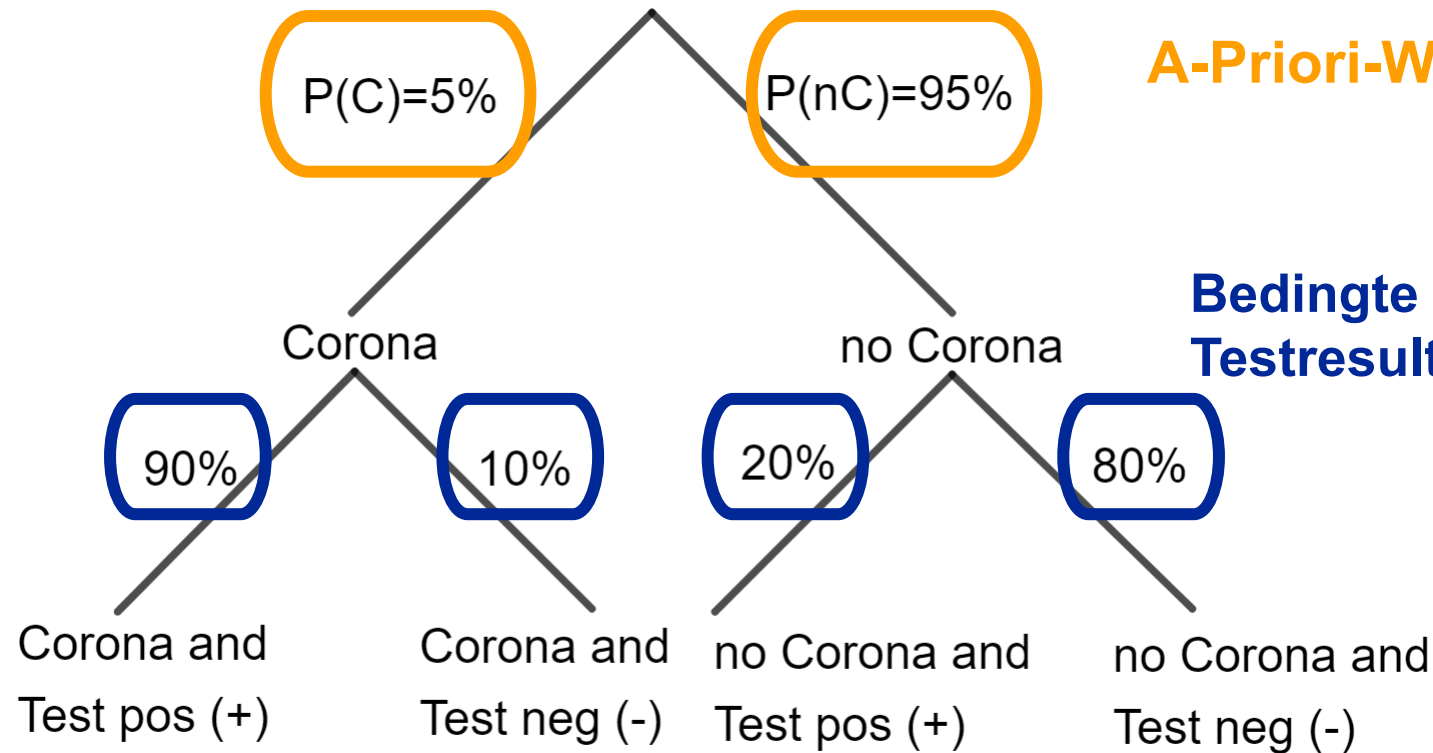 P(C)=5%
P(nC)=95%
A-Priori-W
Corona
no Corona
Bedingte
Testresult
90%
10%
20%
80%
Corona and
Test pos (+)
Corona and
Test neg (-)
no Corona and
Test pos (+)
no Corona and
Test neg (-)